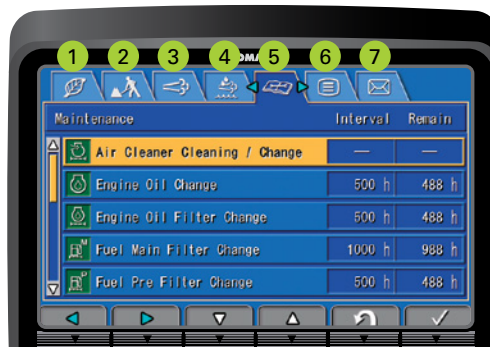 1 2 3 4 5 6 7
Maintenance Interval Remain
Air Cleaner Cleaning / Change — —
Engine Oil Change 500 h 488 h
Engine Oil Filter Change 500 h 488 h
M
Fuel Main Filter Change 1000 h 988 h
P
Fuel Pre Filter Change 500 h 488 h